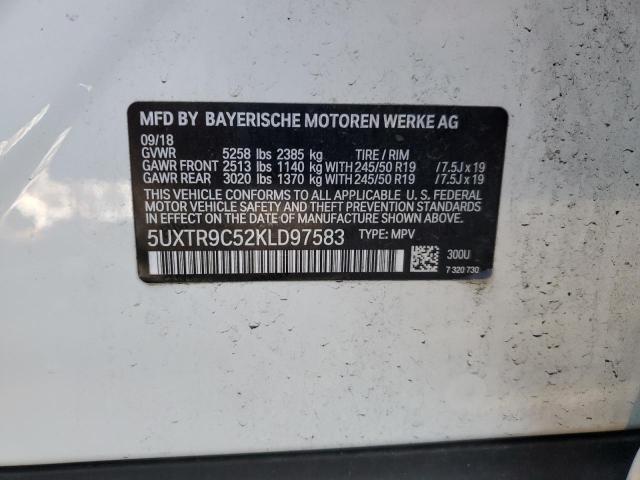 MFD BY BAYERISCHE MOTOREN WERKE AG
09/18
GVWR 5258 lbs 2385 kg TIRE / RIM
GAWR FRONT 2513 lbs 1140 kg WITH 245/50 R19 /7.5J x 19
GAWR REAR 3020 lbs 1370 kg WITH 245/50 R19 /7.5J x 19
THIS VEHICLE CONFORMS TO ALL APPLICABLE U. S. FEDERAL
MOTOR VEHICLE SAFETY, BUMPER, AND THEFT PREVENTION
STANDARDS IN EFFECT ON THE DATE OF MANUFACTURE SHOWN ABOVE.
5UXTR9C52KLD97583 TYPE: MPV
300U
7 320 730